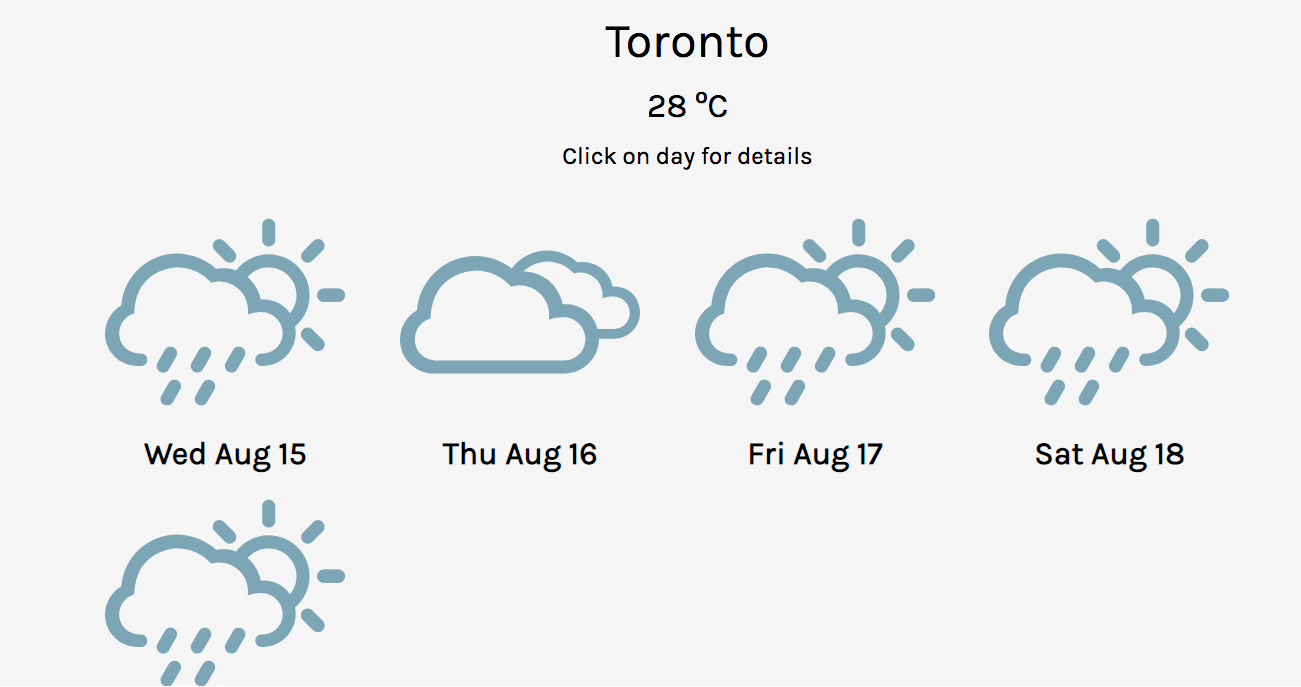 Toronto
28 ºC
Click on day for details
Wed Aug 15
Thu Aug 16
Fri Aug 17
Sat Aug 18